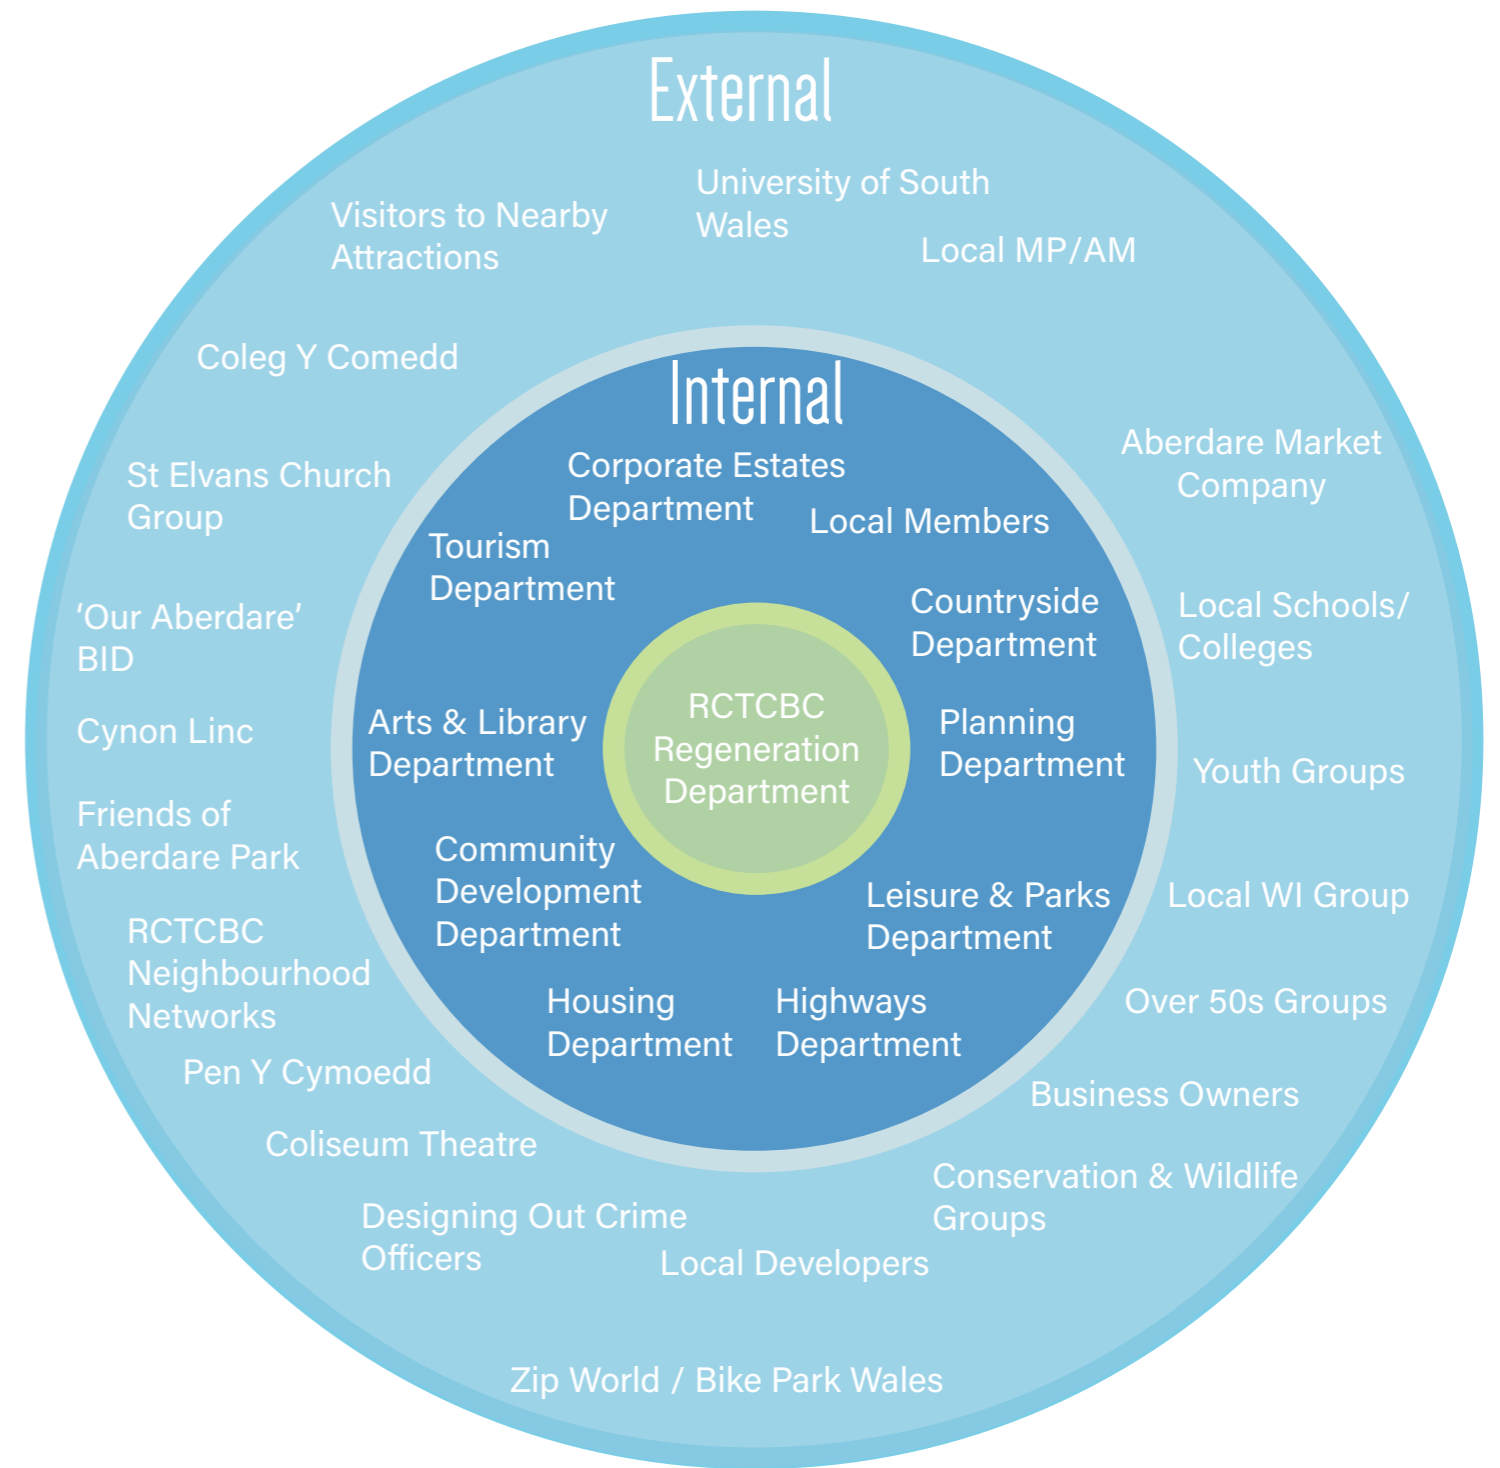 External
University of South
Wales
Visitors to Nearby
Attractions
Local MP/AM
Coleg Y Comedd
Internal
Aberdare Market
Company
Corporate Estates
Department
St Elvans Church
Group
Local Members
Tourism
Department
Countryside
Department
Local Schools/
Colleges
‘Our Aberdare’
BID
RCTCBC
Regeneration
Department
Arts & Library
Department
Planning
Department
Cynon Linc
Youth Groups
Friends of
Aberdare Park
Community
Development
Department
Leisure & Parks
Department
Local WI Group
RCTCBC
Neighbourhood
Networks
Housing
Department
Highways
Department
Over 50s Groups
Pen Y Cymoedd
Business Owners
Coliseum Theatre
Conservation & Wildlife
Groups
Designing Out Crime
Officers
Local Developers
Zip World / Bike Park Wales